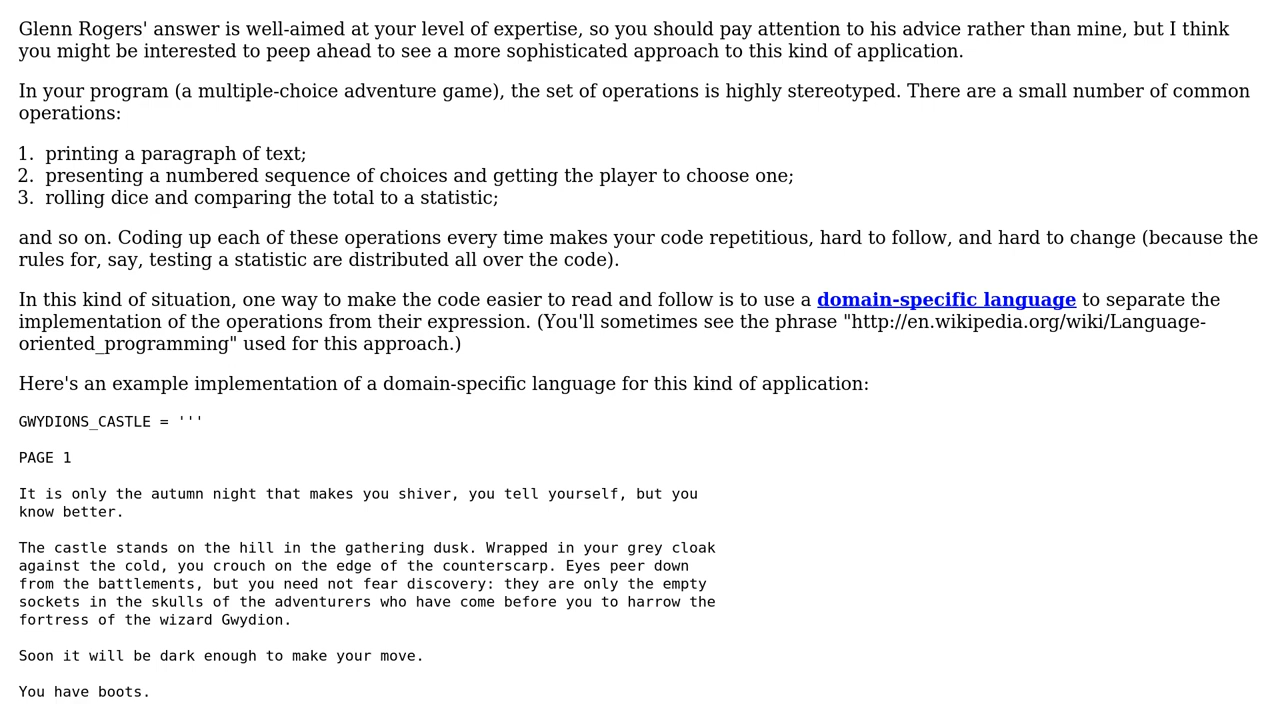 Glenn Rogers' answer is well-aimed at your level of expertise, so you should pay attention to his advice rather than mine, but I think
you might be interested to peep ahead to see a more sophisticated approach to this kind of application.
In your program (a multiple-choice adventure game), the set of operations is highly stereotyped. There are a small number of common
operations:
1. printing a paragraph of text;
2. presenting a numbered sequence of choices and getting the player to choose one;
3. rolling dice and comparing the total to a statistic;
and so on. Coding up each of these operations every time makes your code repetitious, hard to follow, and hard to change (because the
rules for, say, testing a statistic are distributed all over the code).
In this kind of situation, one way to make the code easier to read and follow is to use a domain-specific language to separate the
implementation of the operations from their expression. (You'll sometimes see the phrase "http://en.wikipedia.org/wiki/Language-
oriented_programming" used for this approach.)
Here's an example implementation of a domain-specific language for this kind of application:
GWYDIONS_CASTLE = '''
PAGE 1
It is only the autumn night that makes you shiver, you tell yourself, but you
know better.
The castle stands on the hill in the gathering dusk. Wrapped in your grey cloak
against the cold, you crouch on the edge of the counterscarp. Eyes peer down
from the battlements, but you need not fear discovery: they are only the empty
sockets in the skulls of the adventurers who have come before you to harrow the
fortress of the wizard Gwydion.
Soon it will be dark enough to make your move.
You have boots.